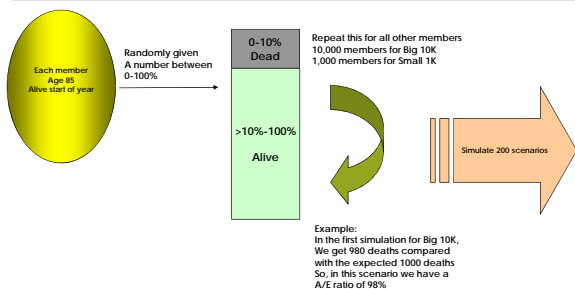 Each member
Age 85
Alive start of year
Randomly given
A number between
0-100%
0-10%
Dead
>10%-100%
Alive
Repeat this for all other members
10,000 members for Big 10K
1,000 members for Small 1K
Simulate 200 scenarios
Example:
In the first simulation for Big 10K,
We get 980 deaths compared
with the expected 1000 deaths
So, in this scenario we have a
A/E ratio of 98%